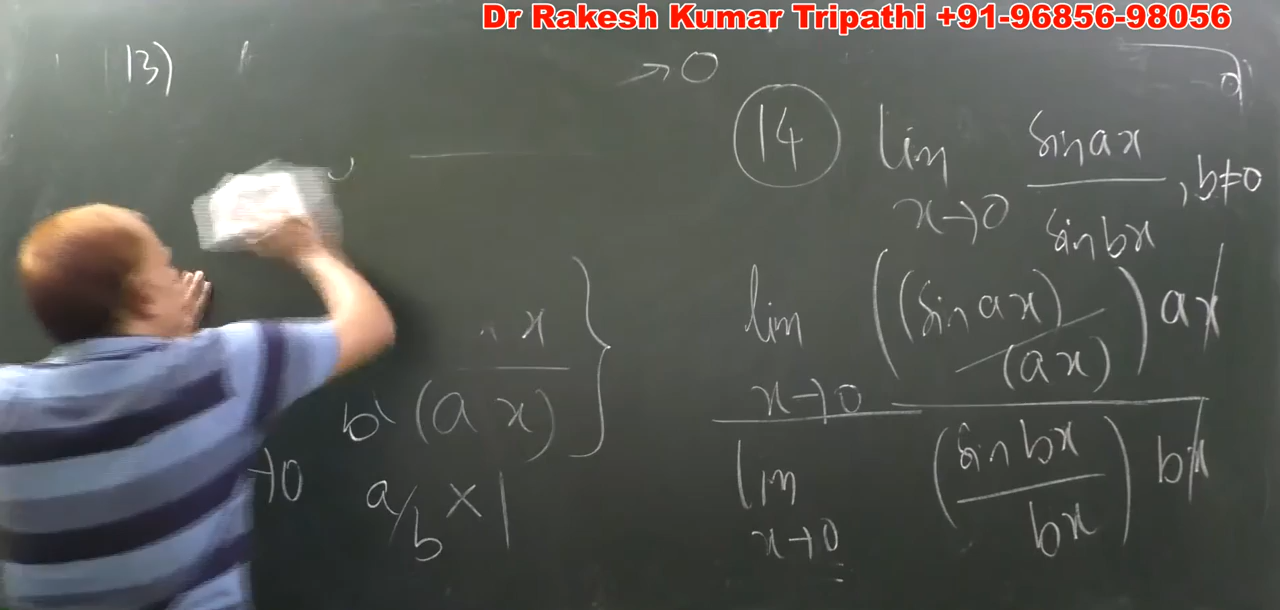 Dr Rakesh Kumar Tripathi +91-96856-98056
13)
→0
x
b (ax)
→0
a/b × 1
14 lim x→0 sin ax / sin bx , b≠0
lim x→0 ((sin ax) / (ax)) ax
lim x→0 (sin bx / bx) bx